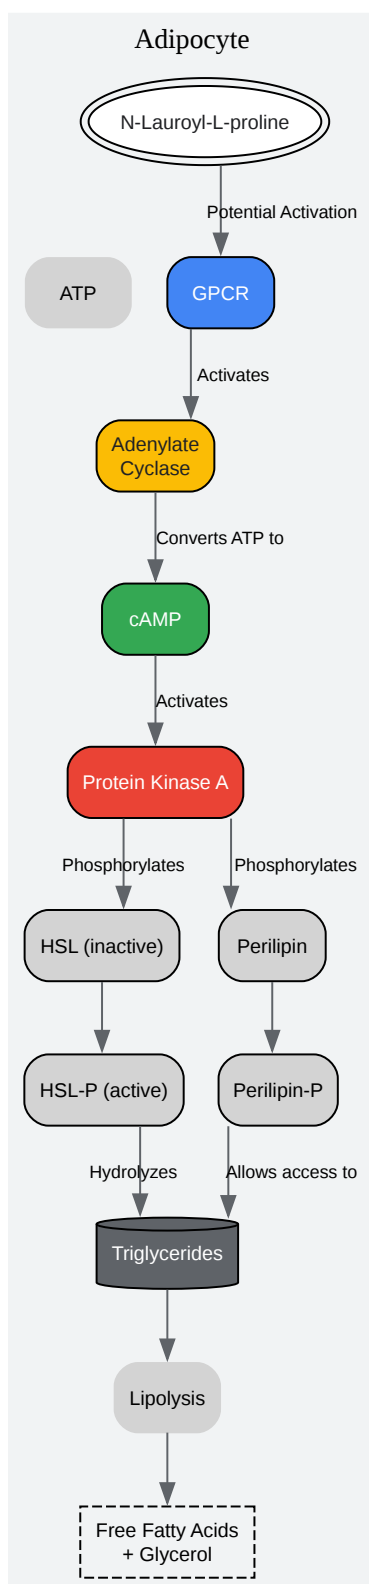 Adipocyte
N-Lauroyl-L-proline
Potential Activation
ATP
GPCR
Activates
Adenylate
Cyclase
Converts ATP to
cAMP
Activates
Protein Kinase A
Phosphorylates
Phosphorylates
HSL (inactive)
Perilipin
HSL-P (active)
Perilipin-P
Hydrolyzes
Allows access to
Triglycerides
Lipolysis
Free Fatty Acids
+ Glycerol